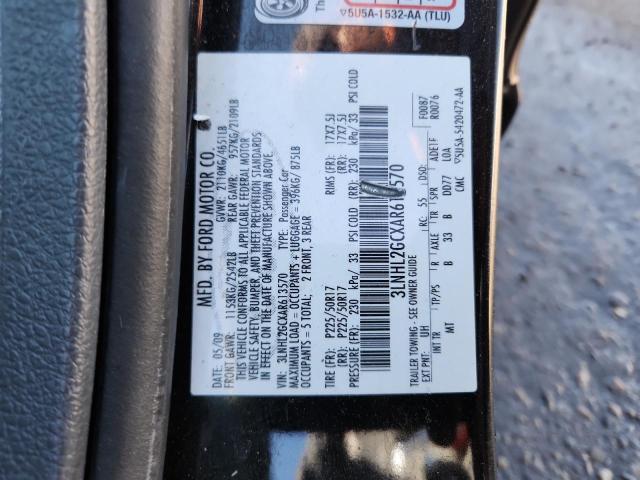 Th
5U5A-1532-AA (TLU)
MFD. BY FORD MOTOR CO.
DATE: 05/09 GVWR: 2110KG/4651LB
FRONT GAWR: 1153KG/2542LB REAR GAWR: 957KG/2109LB
THIS VEHICLE CONFORMS TO ALL APPLICABLE FEDERAL MOTOR
VEHICLE SAFETY, BUMPER, AND THEFT PREVENTION STANDARDS
IN EFFECT ON THE DATE OF MANUFACTURE SHOWN ABOVE.
VIN: 3LNHL2GCXAR613570 TYPE: Passenger Car
MAXIMUM LOAD = OCCUPANTS + LUGGAGE = 396KG/ 875LB
OCCUPANTS = 5 TOTAL: 2 FRONT, 3 REAR
TIRE (FR): P225/50R17 RIMS (FR): 17X7.5J
(RR): P225/50R17 (RR): 17X7.5J
PRESSURE (FR): 230 kPa/ 33 PSI COLD (RR): 230 kPa/ 33 PSI COLD
3LNHL2GCXAR613570
TRAILER TOWING - SEE OWNER GUIDE
EXT PNT: UH RC: 55 DSO: F0087
R0076
INT TR TP/PS R AXLE TR SPR ADE1F
MT B 33 B DD77 LOA
CMC 5U5A-5420472-AA